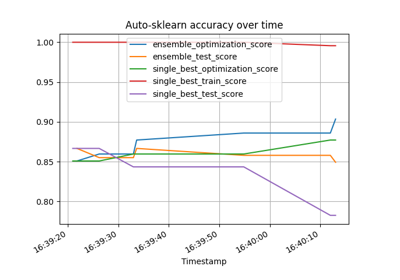 Auto-sklearn accuracy over time
1.00
0.95
0.90
0.85
0.80
ensemble_optimization_score
ensemble_test_score
single_best_optimization_score
single_best_train_score
single_best_test_score
16:39:20
16:39:30
16:39:40
16:39:50
16:40:00
16:40:10
Timestamp